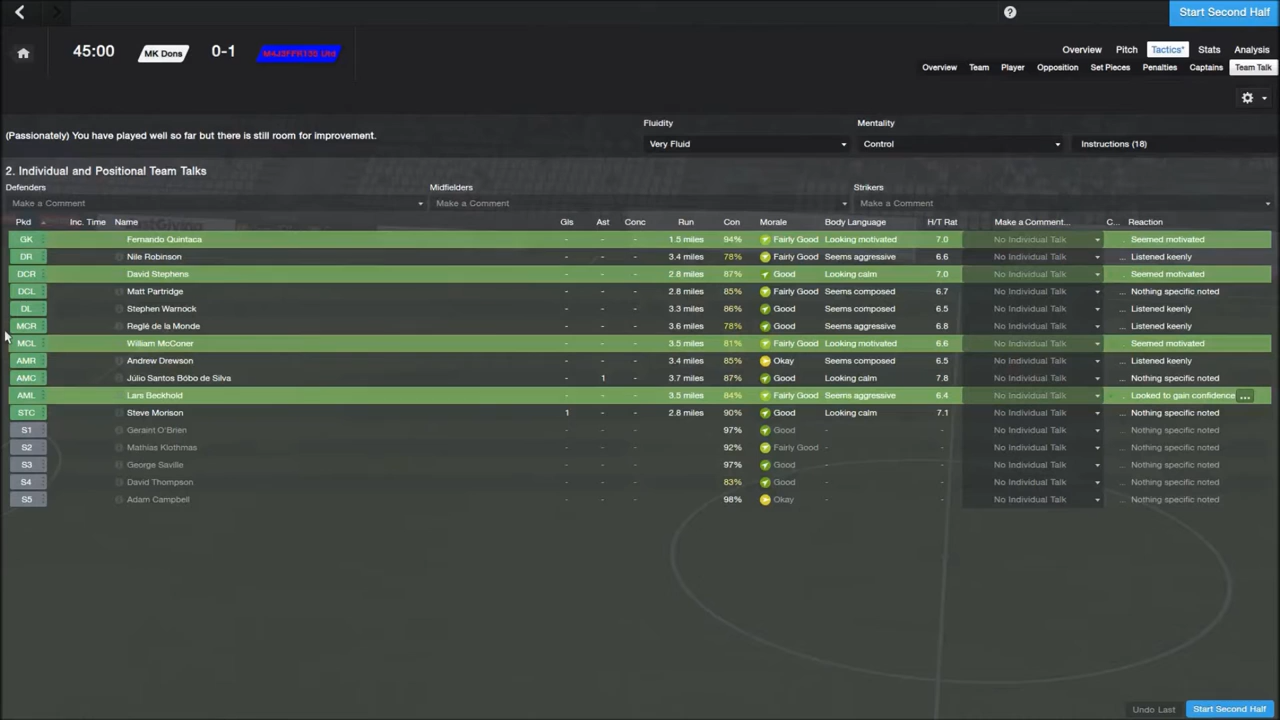 Start Second Half
45:00 MK Dons 0-1
Overview Pitch Tactics* Stats Analysis
Overview Team Player Opposition Set Pieces Penalties Captains Team Talk
(Passionately) You have played well so far but there is still room for improvement.
Fluidity Mentality
Very Fluid Control Instructions (18)
2. Individual and Positional Team Talks
Defenders Midfielders Strikers
Make a Comment Make a Comment Make a Comment
Pkd Inc. Time Name Gls Ast Conc Run Con Morale Body Language H/T Rat Make a Comment... C... Reaction
GK Fernando Quintaca - - - 1.5 miles 94% Fairly Good Looking motivated 7.0 No Individual Talk Seemed motivated
DR Nile Robinson - - - 3.4 miles 78% Fairly Good Seems aggressive 6.6 No Individual Talk ... Listened keenly
DCR David Stephens - - - 2.8 miles 87% Good Looking calm 7.0 No Individual Talk Seemed motivated
DCL Matt Partridge - - - 2.8 miles 85% Fairly Good Seems composed 6.7 No Individual Talk ... Nothing specific noted
DL Stephen Warnock - - - 3.3 miles 86% Good Seems composed 6.5 No Individual Talk ... Listened keenly
MCR Reglé de la Monde - - - 3.6 miles 78% Good Seems aggressive 6.8 No Individual Talk ... Listened keenly
MCL William McConer - - - 3.5 miles 81% Fairly Good Looking motivated 6.6 No Individual Talk Seemed motivated
AMR Andrew Drewson - - - 3.4 miles 85% Okay Seems composed 6.5 No Individual Talk ... Listened keenly
AMC Júlio Santos Bóbo de Silva - 1 - 3.7 miles 87% Good Looking calm 7.8 No Individual Talk ... Nothing specific noted
AML Lars Beckhold - - - 3.5 miles 84% Fairly Good Seems aggressive 6.4 No Individual Talk Looked to gain confidence ...
STC Steve Morison 1 - - 2.8 miles 90% Good Looking calm 7.1 No Individual Talk ... Nothing specific noted
S1 Geraint O'Brien - - - 97% Good - - No Individual Talk ... Nothing specific noted
S2 Mathias Klothmas - - - 92% Fairly Good - - No Individual Talk ... Nothing specific noted
S3 George Saville - - - 97% Good - - No Individual Talk ... Nothing specific noted
S4 David Thompson - - - 83% Good - - No Individual Talk ... Nothing specific noted
S5 Adam Campbell - - - 98% Okay - - No Individual Talk ... Nothing specific noted
Undo Last Start Second Half